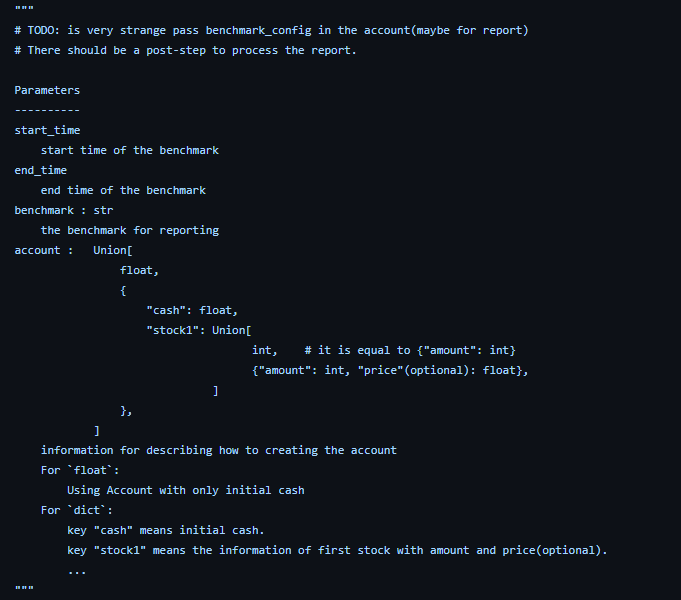 """
# TODO: is very strange pass benchmark_config in the account(maybe for report)
# There should be a post-step to process the report.

Parameters
----------
start_time
    start time of the benchmark
end_time
    end time of the benchmark
benchmark : str
    the benchmark for reporting
account :   Union[
                float,
                {
                    "cash": float,
                    "stock1": Union[
                                    int,    # it is equal to {"amount": int}
                                    {"amount": int, "price"(optional): float},
                              ]
                },
            ]
    information for describing how to creating the account
    For `float`:
        Using Account with only initial cash
    For `dict`:
        key "cash" means initial cash.
        key "stock1" means the information of first stock with amount and price(optional).
        ...
"""